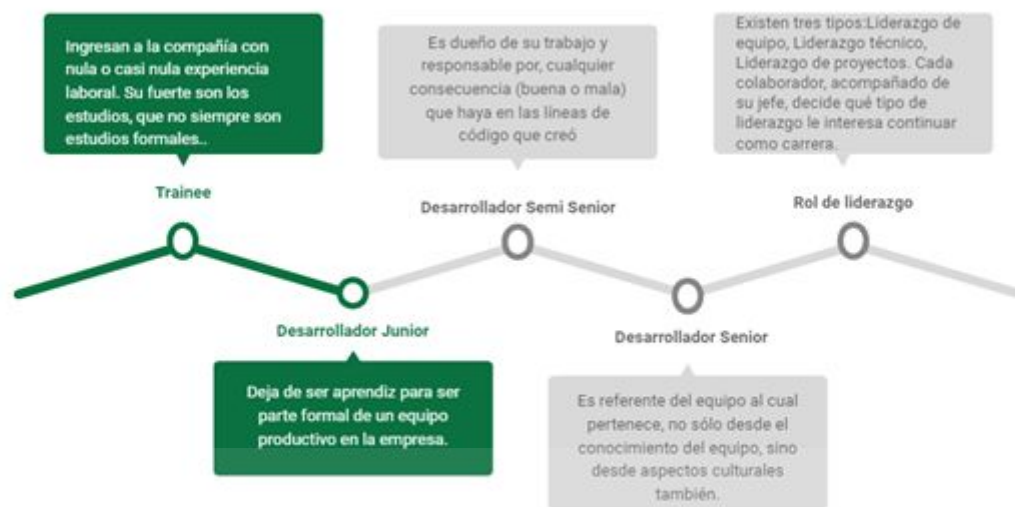 Ingresan a la compañía con
nula o casi nula experiencia
laboral. Su fuerte son los
estudios, que no siempre son
estudios formales..
Trainee
Deja de ser aprendiz para ser
parte formal de un equipo
productivo en la empresa.
Desarrollador Junior
Es dueño de su trabajo y
responsable por, cualquier
consecuencia (buena o mala)
que haya en las líneas de
código que creó
Desarrollador Semi Senior
Desarrollador Senior
Es referente del equipo al cual
pertenece, no sólo desde el
conocimiento del equipo, sino
desde aspectos culturales
también.
Existen tres tipos:Liderazgo de
equipo, Liderazgo técnico,
Liderazgo de proyectos. Cada
colaborador, acompañado de
su jefe, decide qué tipo de
liderazgo le interesa continuar
como carrera.
Rol de liderazgo